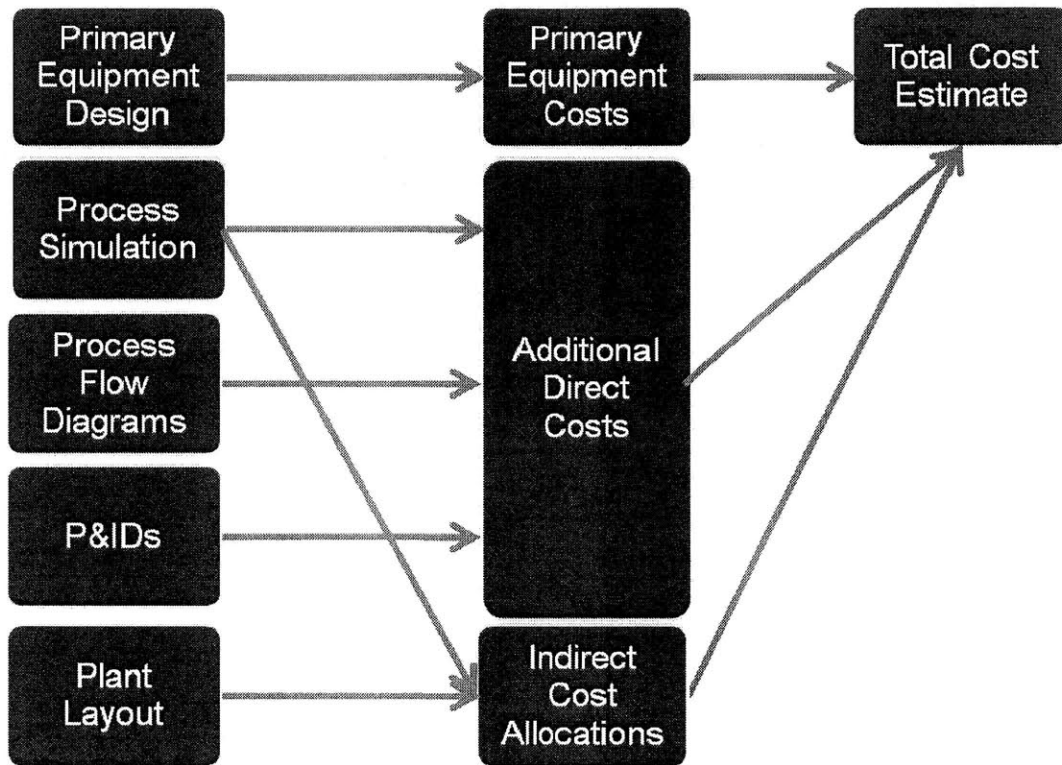 Primary
Equipment
Design
Primary
Equipment
Costs
Total Cost
Estimate
Process
Simulation
Process
Flow
Diagrams
Additional
Direct
Costs
P&IDs
Plant
Layout
Indirect
Cost
Allocations